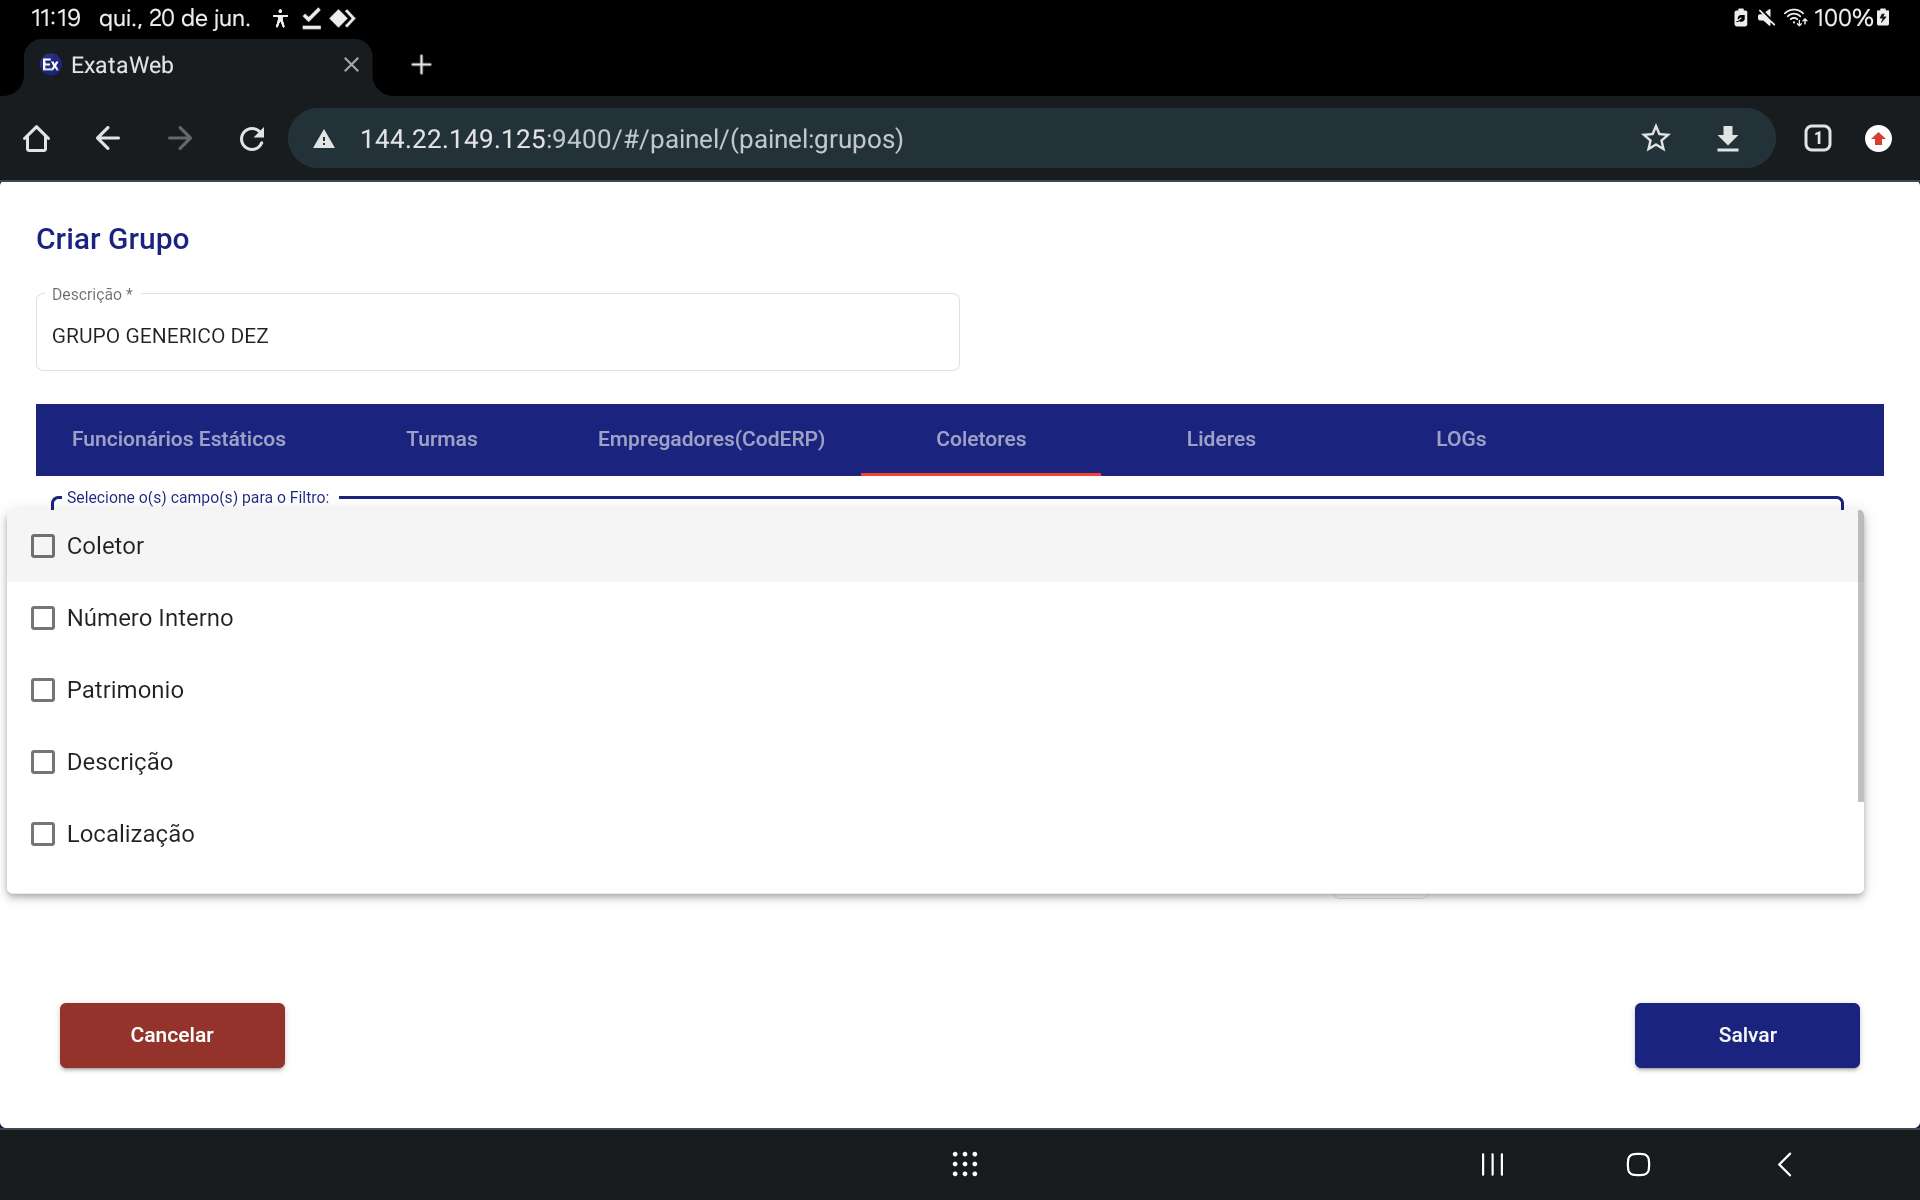 11:19 qui., 20 de jun. 100%
Ex ExataWeb
144.22.149.125:9400/#/painel/(painel:grupos) 1
Criar Grupo
Descrição *
GRUPO GENERICO DEZ
Funcionários Estáticos Turmas Empregadores(CodERP) Coletores Lideres LOGs
Selecione o(s) campo(s) para o Filtro:
Coletor
Número Interno
Patrimonio
Descrição
Localização
Cancelar Salvar